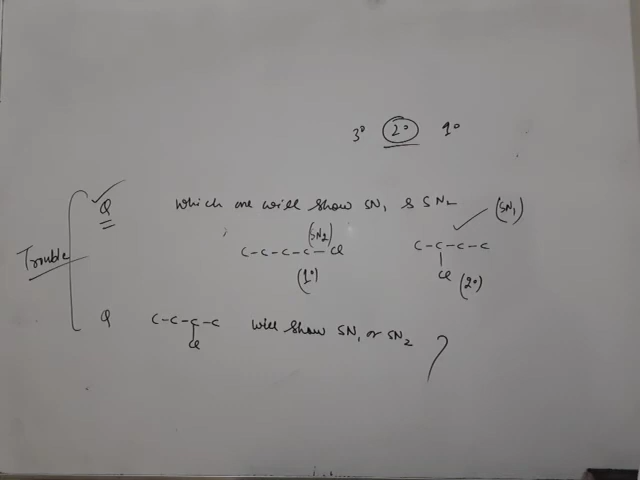 3° 2° 1°
Q Which one will show SN1 & SN2
Trouble
(SN2) (SN1)
C-C-C-C-C-Cl C-C-C-C
(1°) Cl (2°)
Q C-C-C-C will show SN1 or SN2 ?
Cl